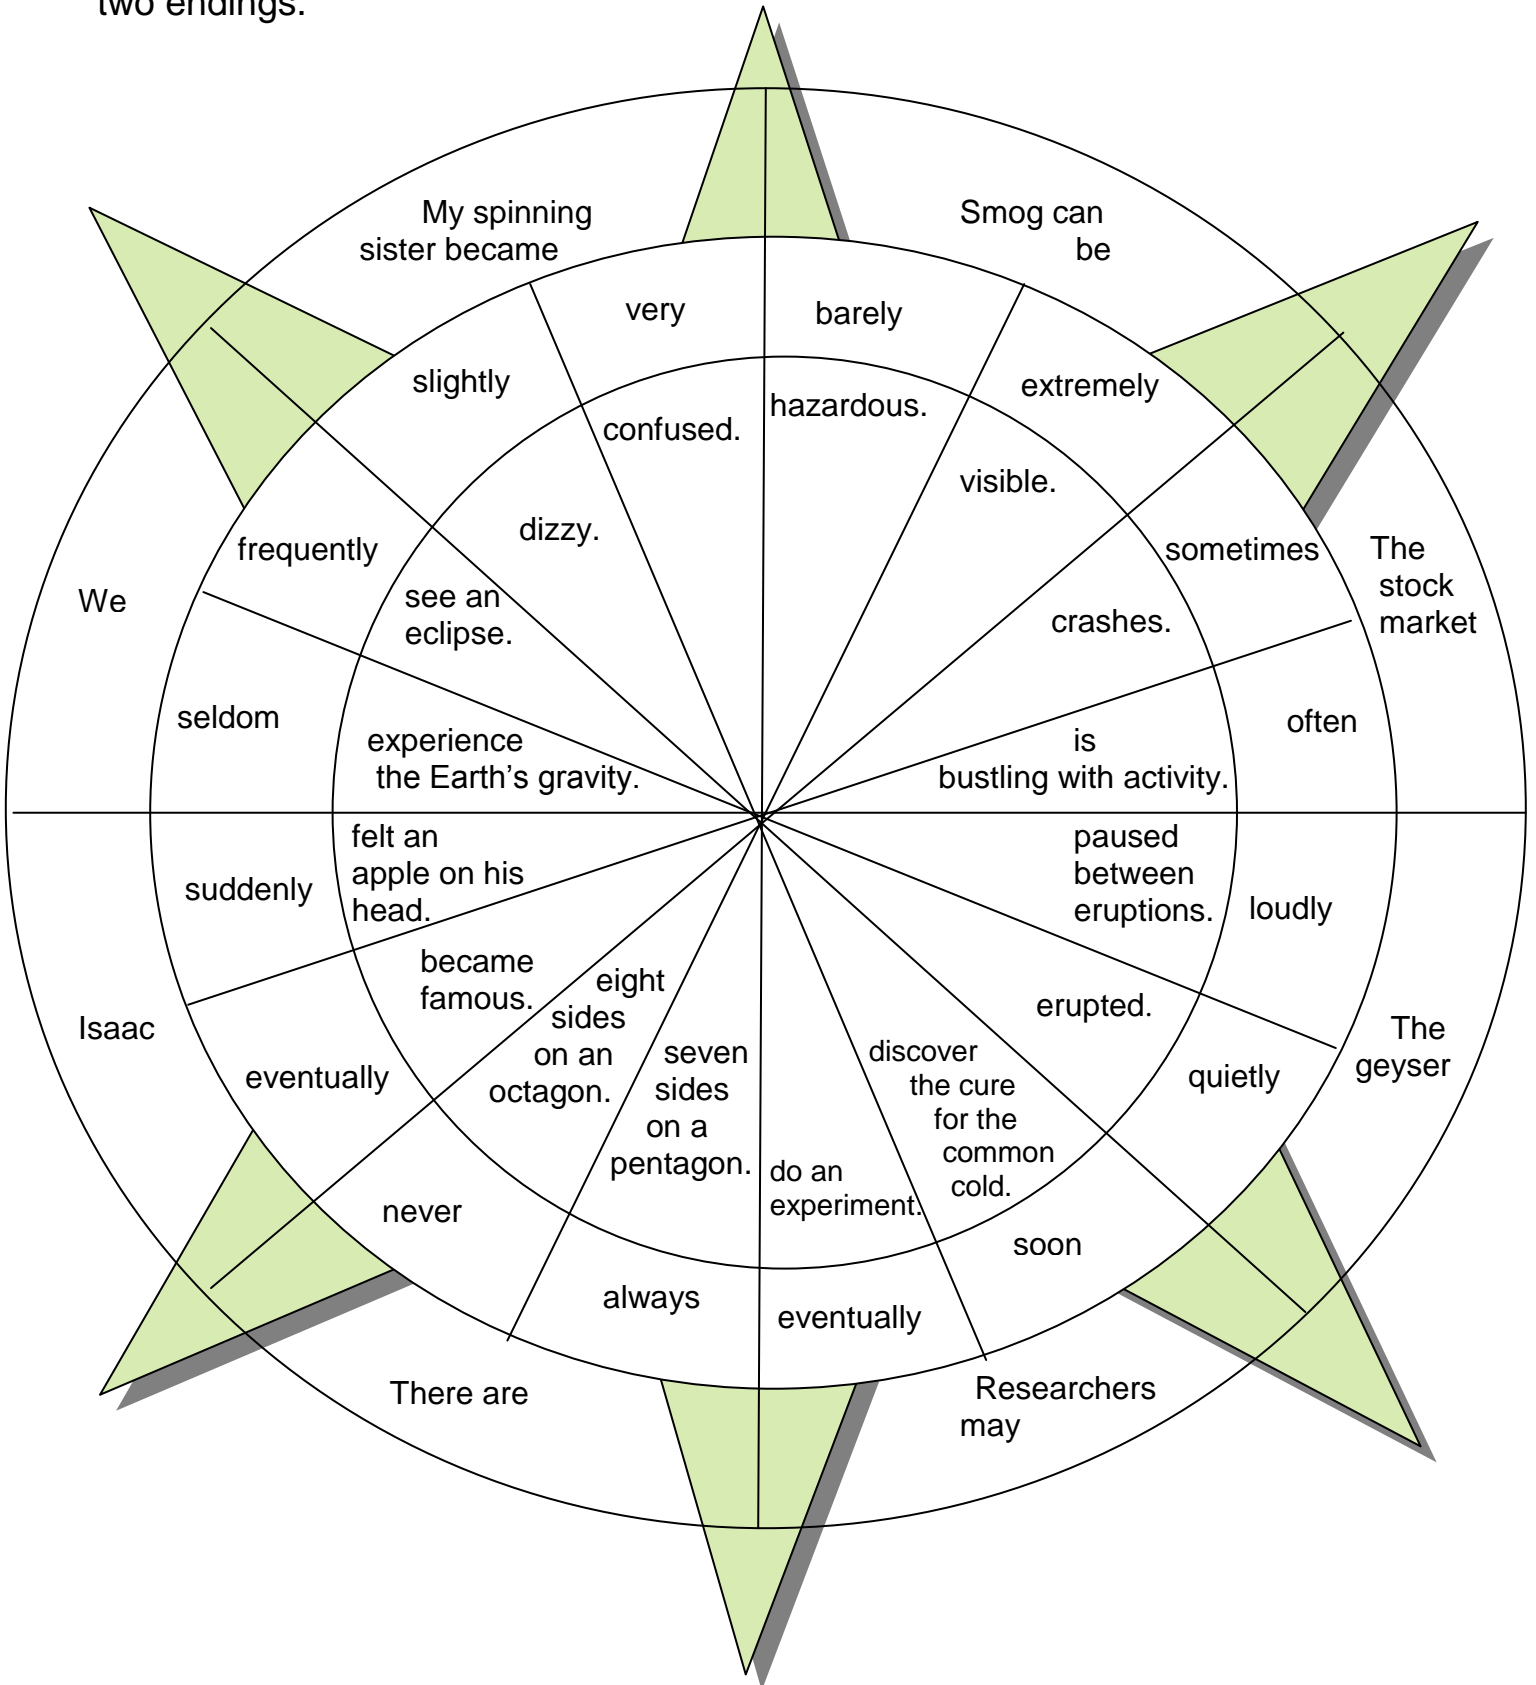 two endings.
My spinning
sister became
Smog can
be
very
barely
slightly
extremely
confused.
hazardous.
visible.
dizzy.
frequently
sometimes
The
stock
market
We
see an
eclipse.
crashes.
seldom
often
experience
the Earth's gravity.
is
bustling with activity.
felt an
apple on his
head.
paused
between
eruptions.
suddenly
loudly
became
famous.
eight
sides
on an
octagon.
erupted.
Isaac
The
geyser
seven
sides
on a
pentagon.
discover
the cure
for the
common
cold.
eventually
quietly
do an
experiment.
never
soon
always
eventually
There are
Researchers
may